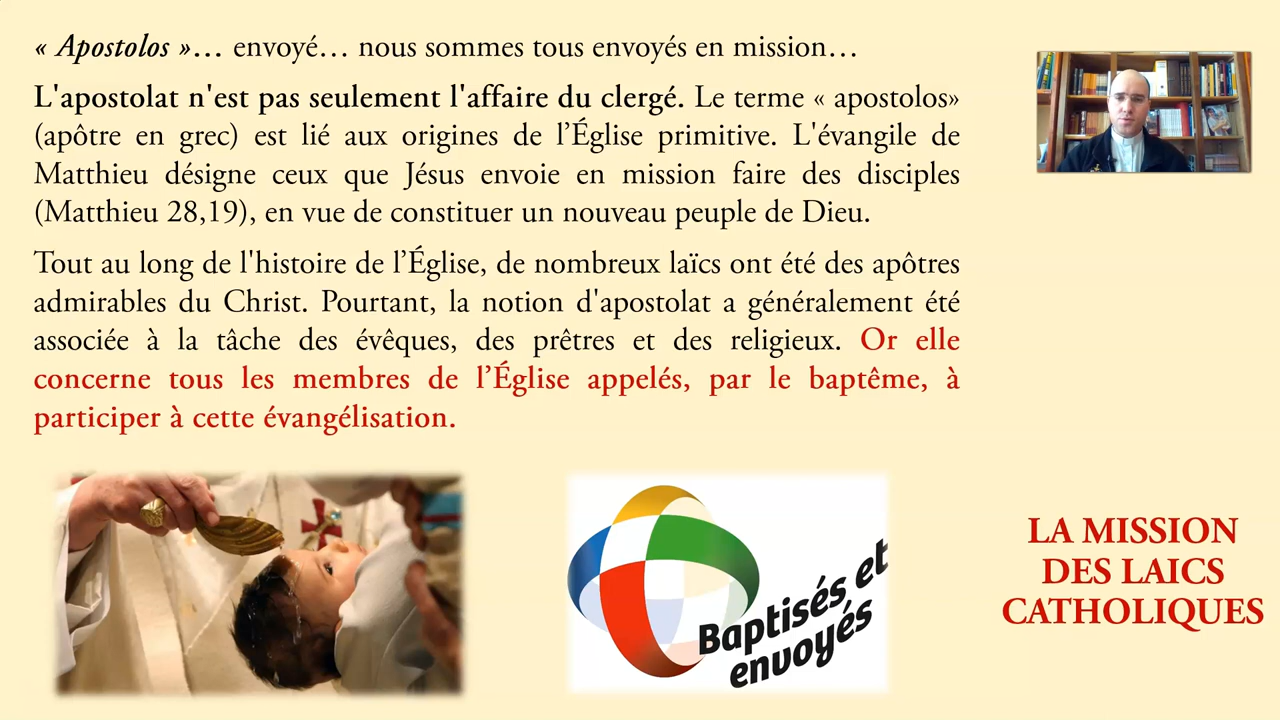 « Apostolos »… envoyé… nous sommes tous envoyés en mission…
L'apostolat n'est pas seulement l'affaire du clergé. Le terme « apostolos»
(apôtre en grec) est lié aux origines de l’Église primitive. L'évangile de
Matthieu désigne ceux que Jésus envoie en mission faire des disciples
(Matthieu 28,19), en vue de constituer un nouveau peuple de Dieu.
Tout au long de l'histoire de l’Église, de nombreux laïcs ont été des apôtres
admirables du Christ. Pourtant, la notion d'apostolat a généralement été
associée à la tâche des évêques, des prêtres et des religieux. Or elle
concerne tous les membres de l’Église appelés, par le baptême, à
participer à cette évangélisation.
Baptisés et
envoyés
LA MISSION
DES LAICS
CATHOLIQUES